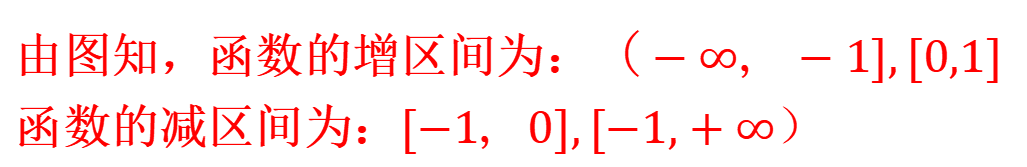 由图知，函数的增区间为：（− ∞， − 1], [0,1]
函数的减区间为：[−1，0], [−1, + ∞）